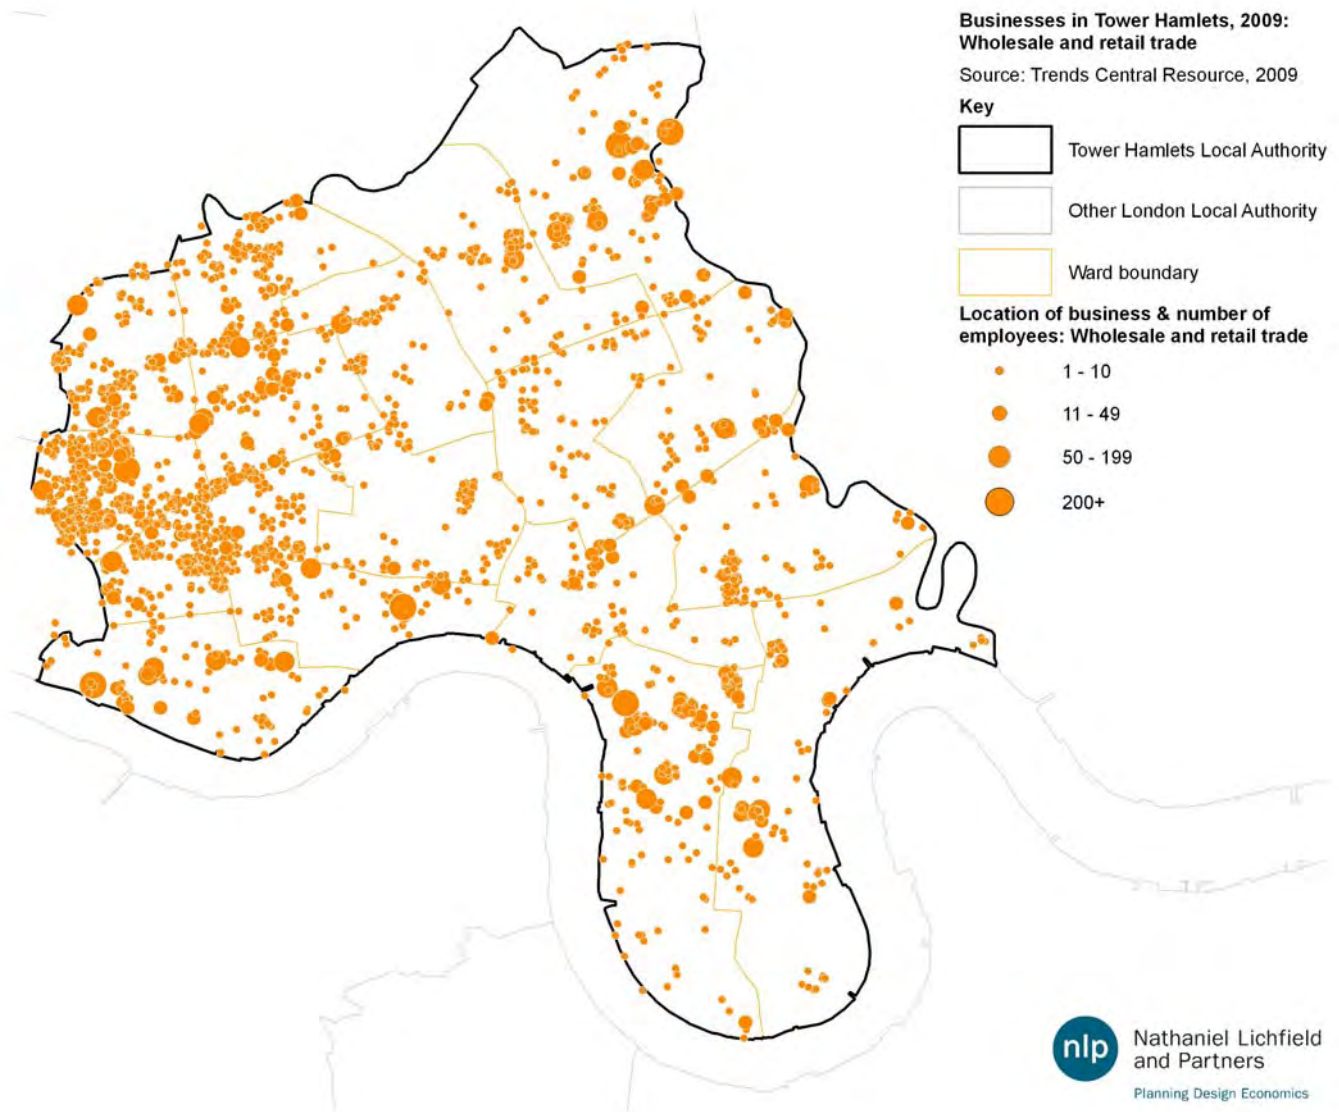 Businesses in Tower Hamlets, 2009:
Wholesale and retail trade
Source: Trends Central Resource, 2009
Key
Tower Hamlets Local Authority
Other London Local Authority
Ward boundary
Location of business & number of
employees: Wholesale and retail trade
1 - 10
11 - 49
50 - 199
200+
nlp
Nathaniel Lichfield
and Partners
Planning Design Economics